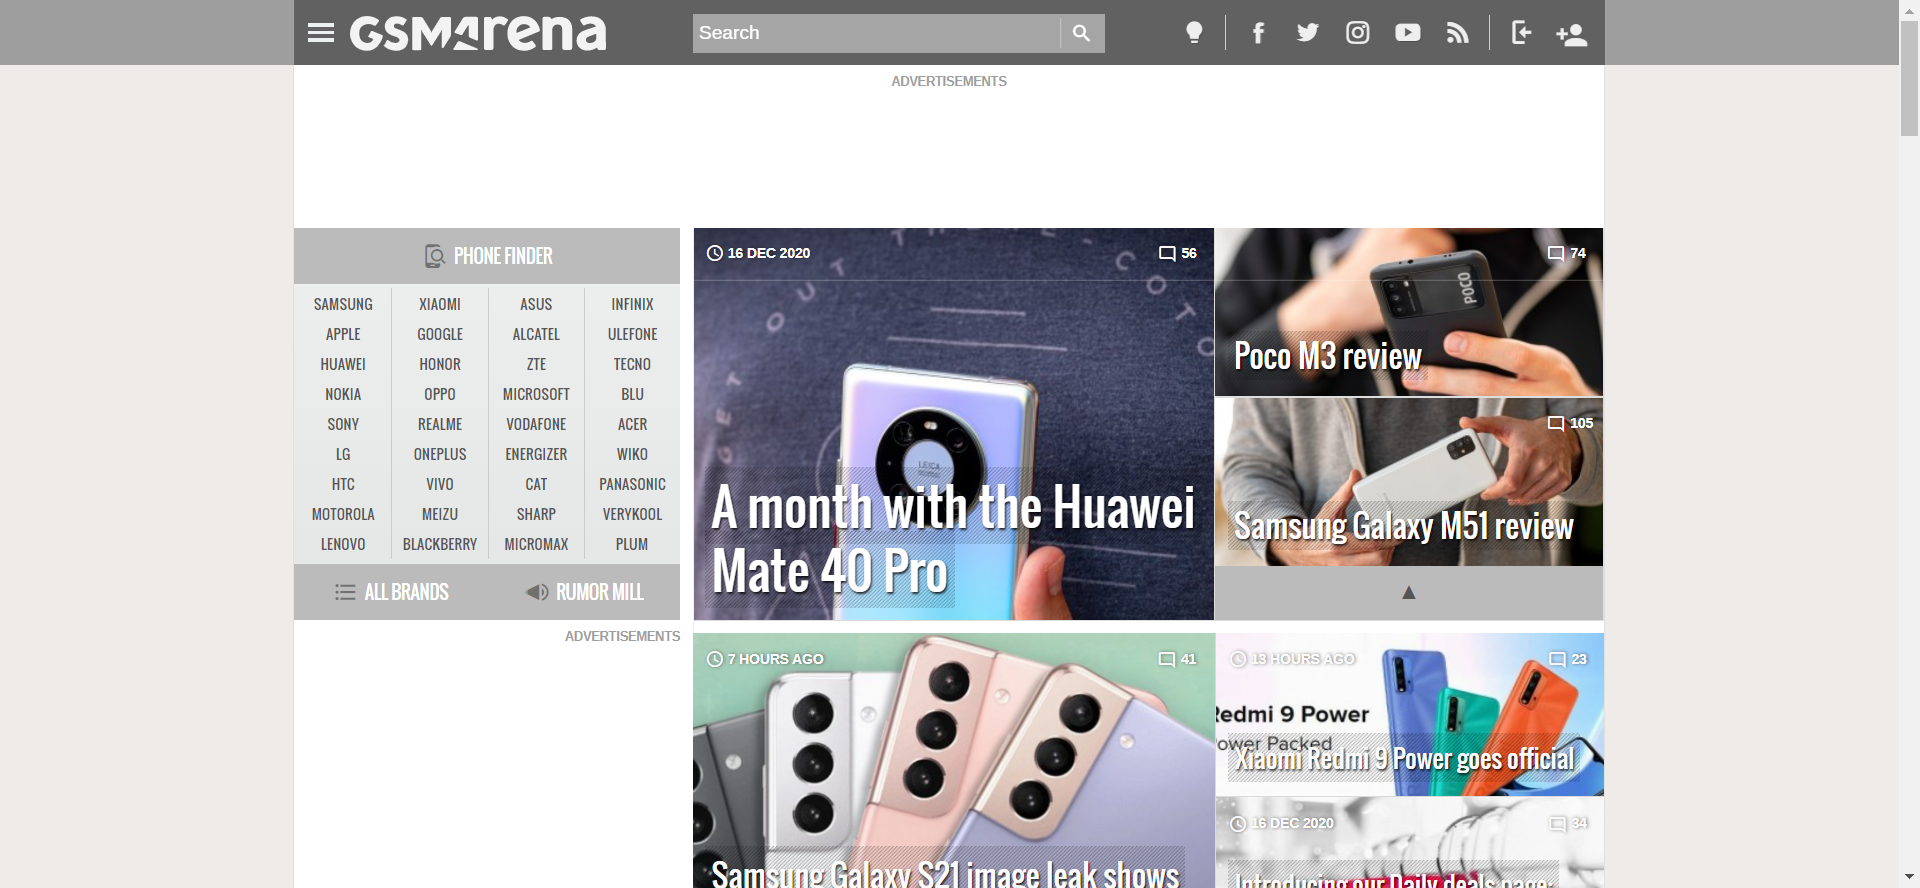 GSMArena
Search
ADVERTISEMENTS
PHONE FINDER
SAMSUNG XIAOMI ASUS INFINIX
APPLE GOOGLE ALCATEL ULEFONE
HUAWEI HONOR ZTE TECNO
NOKIA OPPO MICROSOFT BLU
SONY REALME VODAFONE ACER
LG ONEPLUS ENERGIZER WIKO
HTC VIVO CAT PANASONIC
MOTOROLA MEIZU SHARP VERYKOOL
LENOVO BLACKBERRY MICROMAX PLUM
ALL BRANDS RUMOR MILL
ADVERTISEMENTS
16 DEC 2020 56
LEICA
A month with the Huawei
Mate 40 Pro
74
POCO
Poco M3 review
105
Samsung Galaxy M51 review
▲
7 HOURS AGO 41
Samsung Galaxy S21 image leak shows
13 HOURS AGO 23
Redmi 9 Power
Power Packed
Xiaomi Redmi 9 Power goes official
16 DEC 2020 34
Introducing our Daily deals page: